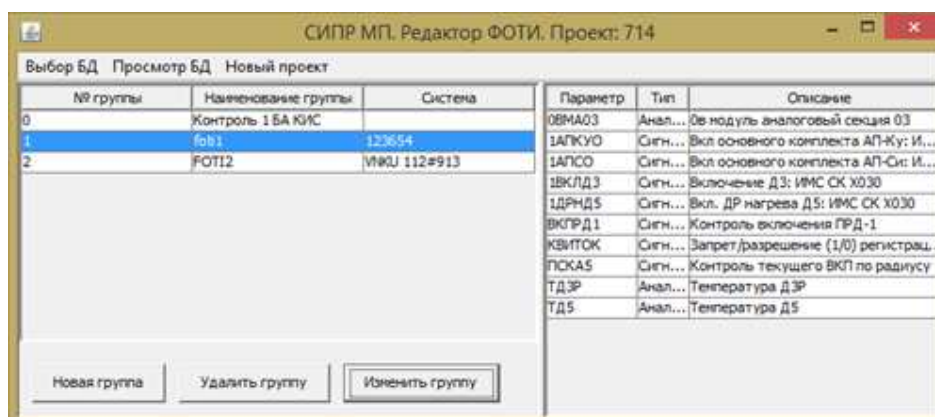 СИПР МП. Редактор ФОТИ. Проект: 714
Выбор БД Просмотр БД Новый проект
№ группы Наименование группы Система
0 Контроль 1 БА КИС
1 fob1 123654
2 FOTI2 VNKU 112#913
Параметр Тип Описание
0ВМА03 Анал... 0в модуль аналоговый секция 03
1АПКУО Сигн... Вкл основного комплекта АП-Ку: И...
1АПСО Сигн... Вкл основного комплекта АП-Си: И...
1ВКЛД3 Сигн... Включение Д3: ИМС СК Х030
1ДРНД5 Сигн... Вкл. ДР нагрева Д5: ИМС СК Х030
ВКПРД1 Сигн... Контроль включения ПРД-1
КВИТОК Сигн... Запрет/разрешение (1/0) регистрац.
ПСКА5 Сигн... Контроль текущего ВКП по радиусу
ТД3Р Анал... Температура Д3Р
ТД5 Анал... Температура Д5
Новая группа Удалить группу Изменить группу